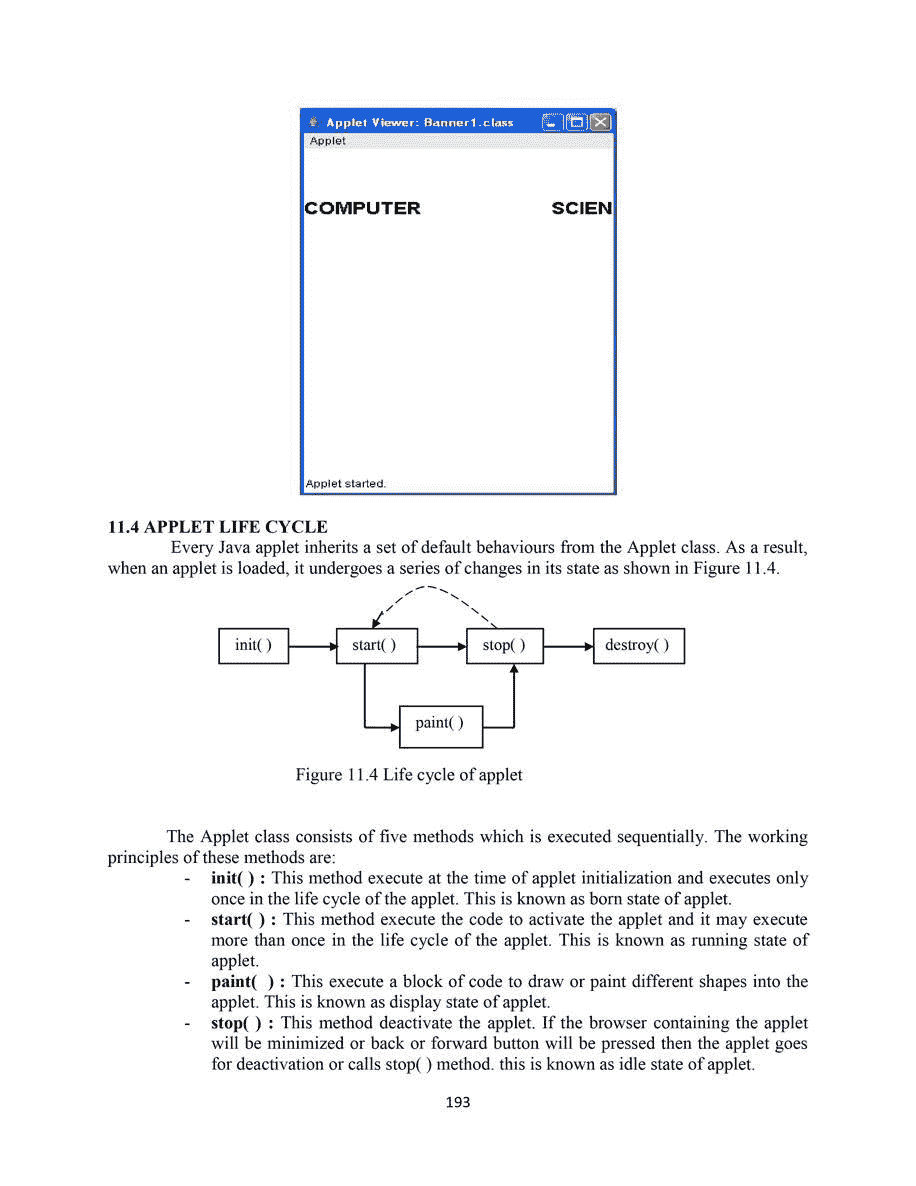 Applet Viewer: Banner1.class
Applet
COMPUTER SCIEN
Applet started.
11.4 APPLET LIFE CYCLE
Every Java applet inherits a set of default behaviours from the Applet class. As a result,
when an applet is loaded, it undergoes a series of changes in its state as shown in Figure 11.4.
init( ) start( ) stop( ) destroy( )
paint( )
Figure 11.4 Life cycle of applet
The Applet class consists of five methods which is executed sequentially. The working
principles of these methods are:
- init( ) : This method execute at the time of applet initialization and executes only
once in the life cycle of the applet. This is known as born state of applet.
- start( ) : This method execute the code to activate the applet and it may execute
more than once in the life cycle of the applet. This is known as running state of
applet.
- paint( ) : This execute a block of code to draw or paint different shapes into the
applet. This is known as display state of applet.
- stop( ) : This method deactivate the applet. If the browser containing the applet
will be minimized or back or forward button will be pressed then the applet goes
for deactivation or calls stop( ) method. this is known as idle state of applet.
193